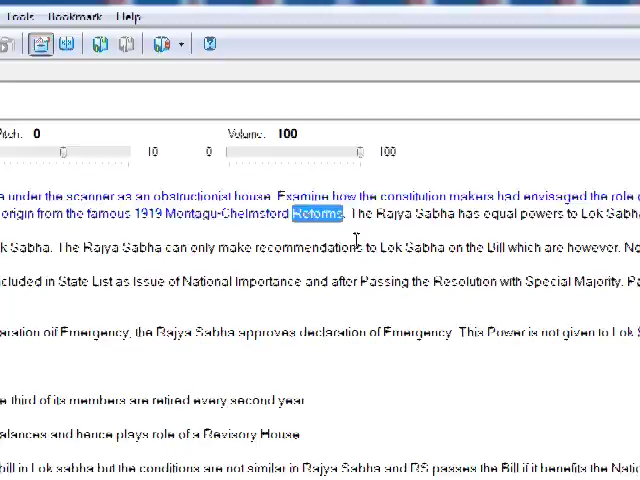 Tools Bookmark Help
Pitch: 0 Volume: 100
10 0 100
e under the scanner as an obstructionist house. Examine how the constitution makers had envisaged the role
origin from the famous 1919 Montagu-Chelmsford Reforms. The Rajya Sabha has equal powers to Lok Sabha
k Sabha. The Rajya Sabha can only make recommendations to Lok Sabha on the Bill which are however. No
cluded in State List as Issue of National Importance and after Passing the Resolution with Special Majority. Pa
aration oif Emergency, the Rajya Sabha approves declaration of Emergency. This Power is not given to Lok S
e third of its members are retired every second year
alances and hence plays role of a Revisory House
bill in Lok sabha but the conditions are not similar in Rajya Sabha and RS passes the Bill if it benefits the Natio